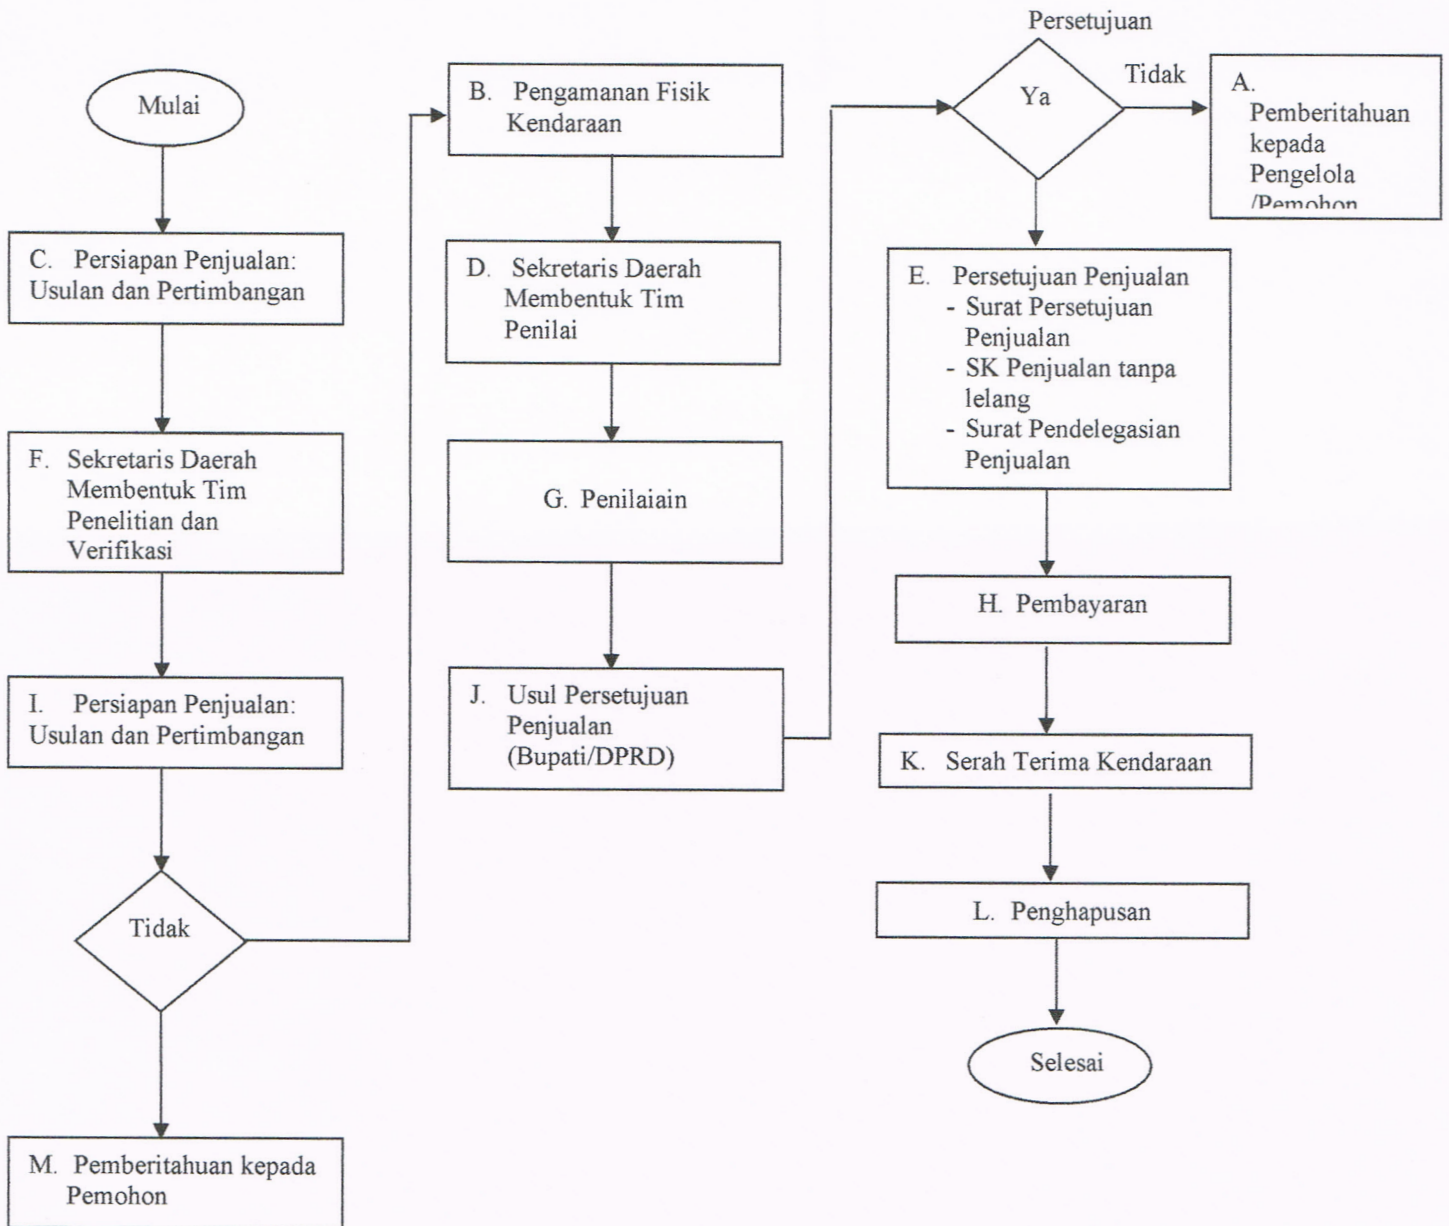 Mulai
C. Persiapan Penjualan:
Usulan dan Pertimbangan
F. Sekretaris Daerah
Membentuk Tim
Penelitian dan
Verifikasi
I. Persiapan Penjualan:
Usulan dan Pertimbangan
Tidak
M. Pemberitahuan kepada
Pemohon
B. Pengamanan Fisik
Kendaraan
D. Sekretaris Daerah
Membentuk Tim
Penilai
G. Penilaiain
J. Usul Persetujuan
Penjualan
(Bupati/DPRD)
Persetujuan
Ya
Tidak
A.
Pemberitahuan
kepada
Pengelola
/Pemohon
E. Persetujuan Penjualan
- Surat Persetujuan
Penjualan
- SK Penjualan tanpa
lelang
- Surat Pendelegasian
Penjualan
H. Pembayaran
K. Serah Terima Kendaraan
L. Penghapusan
Selesai